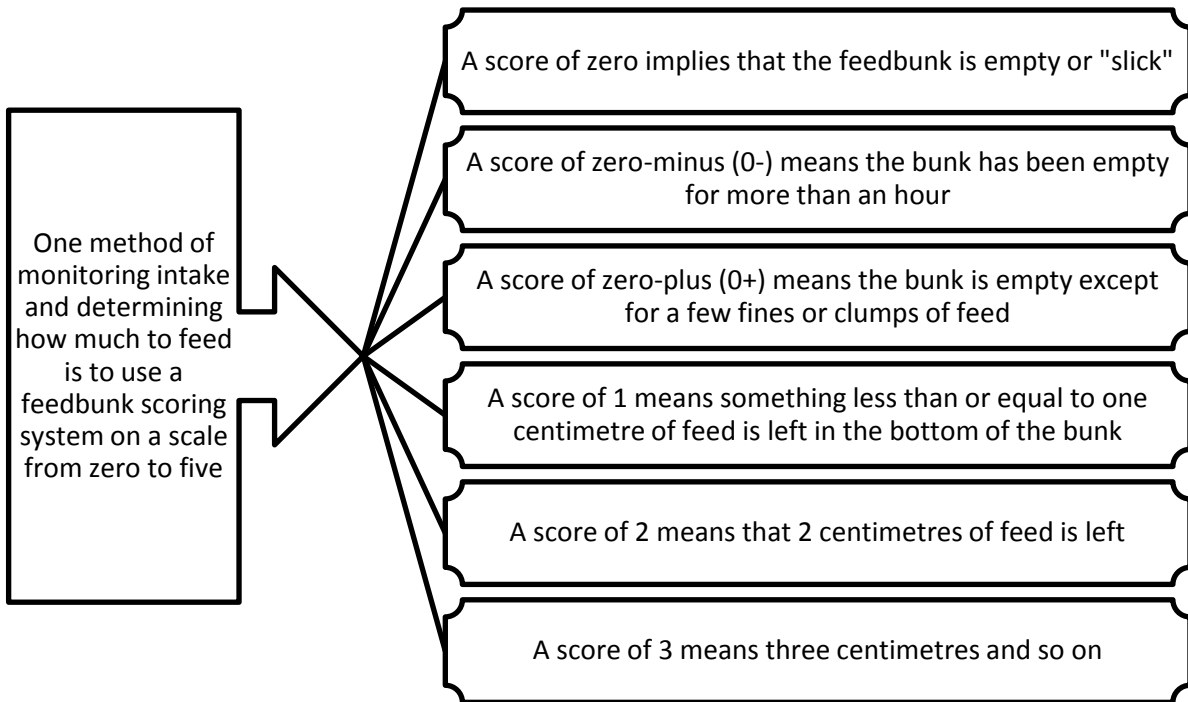 One method of
monitoring intake
and determining
how much to feed
is to use a
feedbunk scoring
system on a scale
from zero to five
A score of zero implies that the feedbunk is empty or "slick"
A score of zero-minus (0-) means the bunk has been empty
for more than an hour
A score of zero-plus (0+) means the bunk is empty except
for a few fines or clumps of feed
A score of 1 means something less than or equal to one
centimetre of feed is left in the bottom of the bunk
A score of 2 means that 2 centimetres of feed is left
A score of 3 means three centimetres and so on